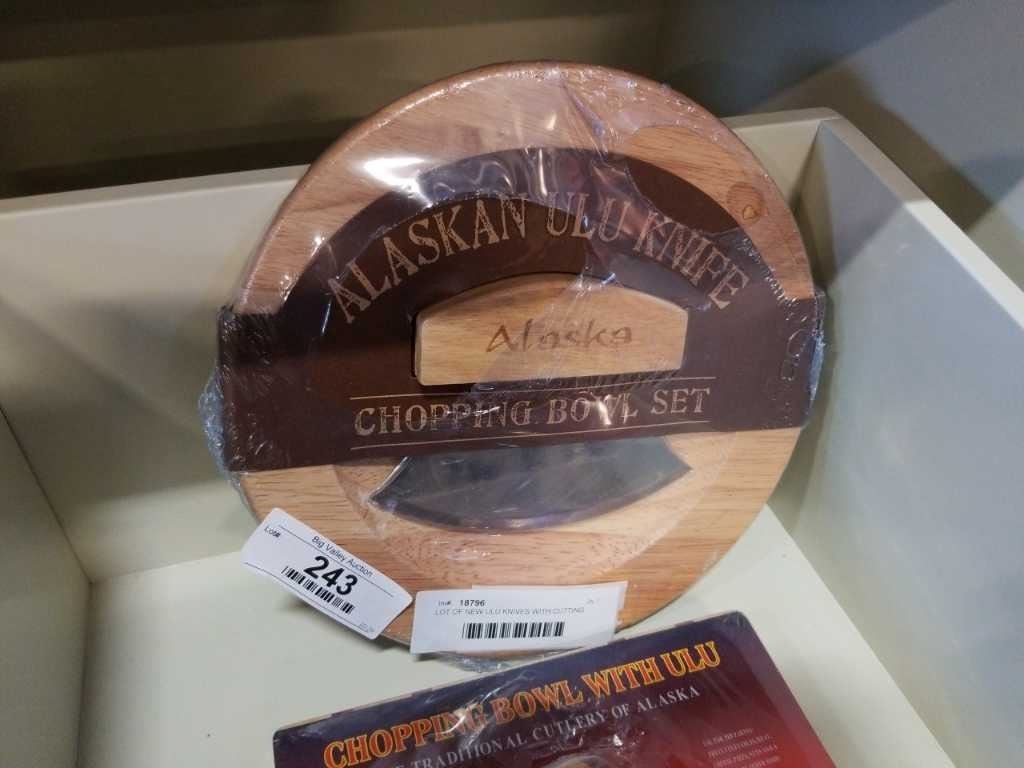 ALASKAN ULU KNIFE
Alaska
CHOPPING BOWL SET
Lot#:
Big Valley Auction
243
Inv#: 18796
LOT OF NEW ULU KNIVES WITH CUTTING
CHOPPING BOWL WITH ULU
TRADITIONAL CUTLERY OF ALASKA